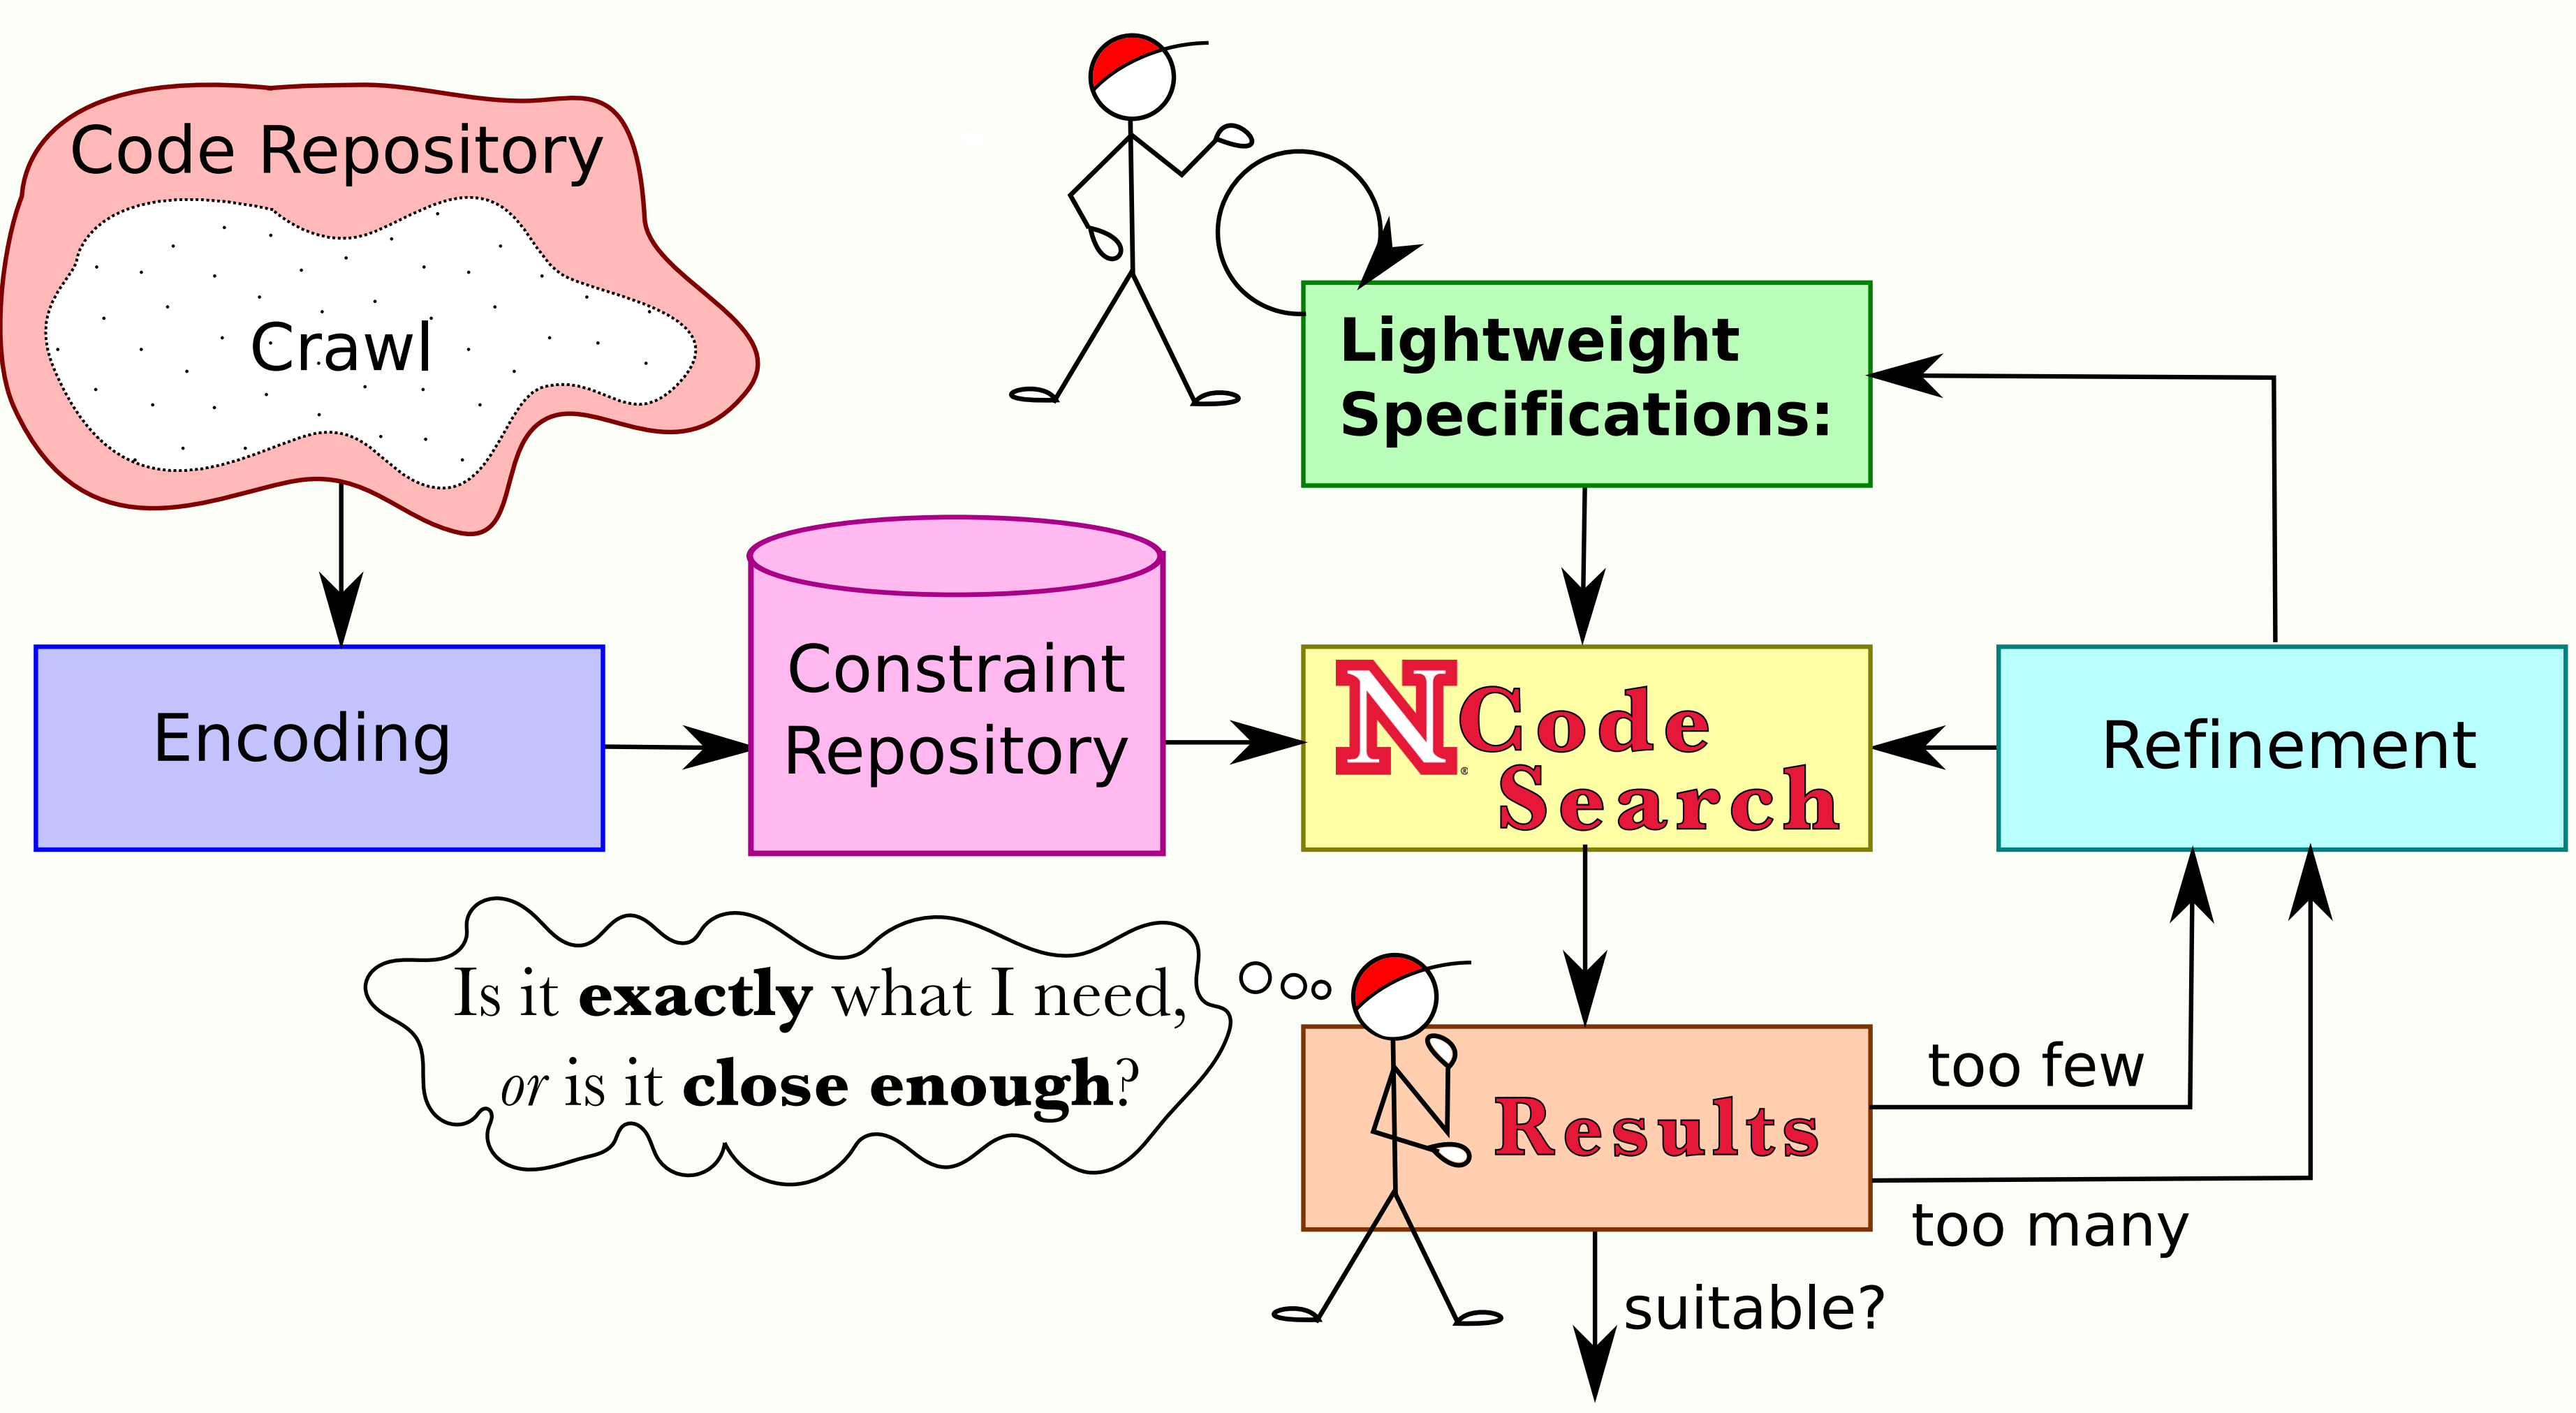 Code Repository
Crawl
Lightweight
Specifications:
Encoding
Constraint
Repository
N®Code
Search
Refinement
Is it exactly what I need,
or is it close enough?
Results
too few
too many
suitable?